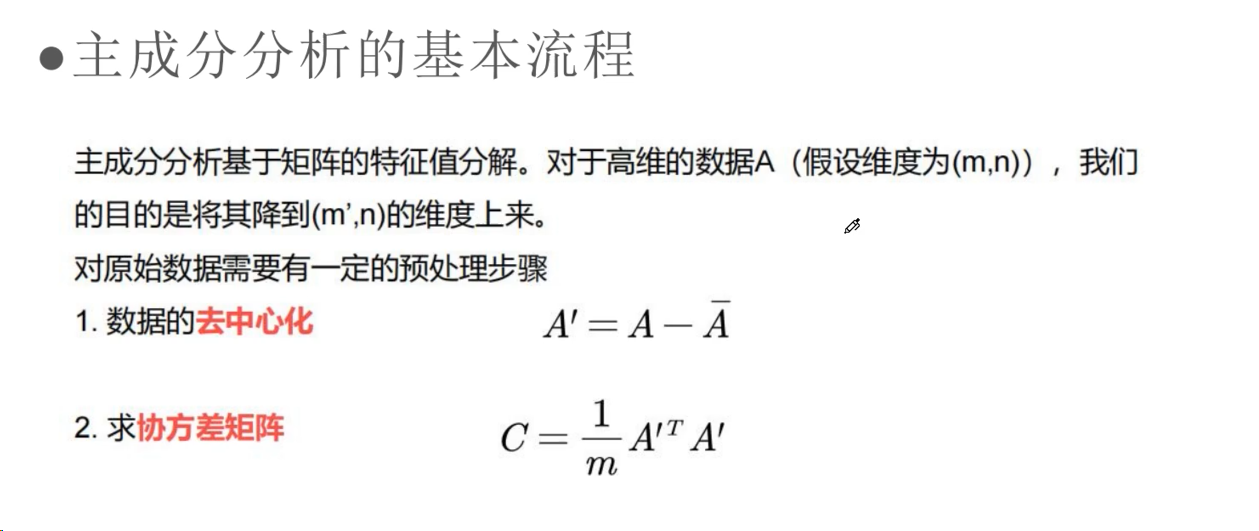 ●主成分分析的基本流程
主成分分析基于矩阵的特征值分解。对于高维的数据A（假设维度为(m,n)），我们
的目的是将其降到(m’,n)的维度上来。
对原始数据需要有一定的预处理步骤
1. 数据的去中心化 A′ = A − Ā
2. 求协方差矩阵 C = 1/m A′ᵀ A′